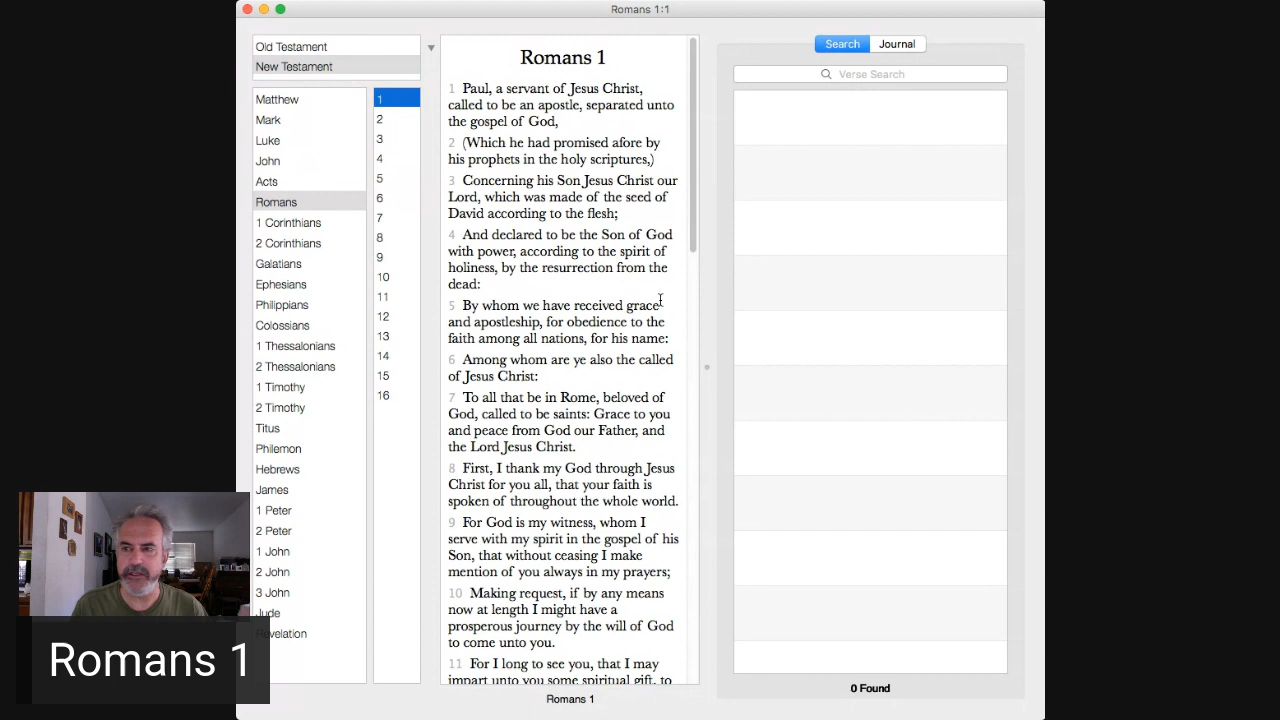 Romans 1:1
Old Testament
New Testament
Matthew
Mark
Luke
John
Acts
Romans
1 Corinthians
2 Corinthians
Galatians
Ephesians
Philippians
Colossians
1 Thessalonians
2 Thessalonians
1 Timothy
2 Timothy
Titus
Philemon
Hebrews
James
1 Peter
2 Peter
1 John
2 John
3 John
Jude
Revelation
1
2
3
4
5
6
7
8
9
10
11
12
13
14
15
16
Romans 1
1 Paul, a servant of Jesus Christ,
called to be an apostle, separated unto
the gospel of God,
2 (Which he had promised afore by
his prophets in the holy scriptures,)
3 Concerning his Son Jesus Christ our
Lord, which was made of the seed of
David according to the flesh;
4 And declared to be the Son of God
with power, according to the spirit of
holiness, by the resurrection from the
dead:
5 By whom we have received grace
and apostleship, for obedience to the
faith among all nations, for his name:
6 Among whom are ye also the called
of Jesus Christ:
7 To all that be in Rome, beloved of
God, called to be saints: Grace to you
and peace from God our Father, and
the Lord Jesus Christ.
8 First, I thank my God through Jesus
Christ for you all, that your faith is
spoken of throughout the whole world.
9 For God is my witness, whom I
serve with my spirit in the gospel of his
Son, that without ceasing I make
mention of you always in my prayers;
10 Making request, if by any means
now at length I might have a
prosperous journey by the will of God
to come unto you.
11 For I long to see you, that I may
impart unto you some spiritual gift, to
Romans 1
Search
Journal
Verse Search
0 Found
Romans 1